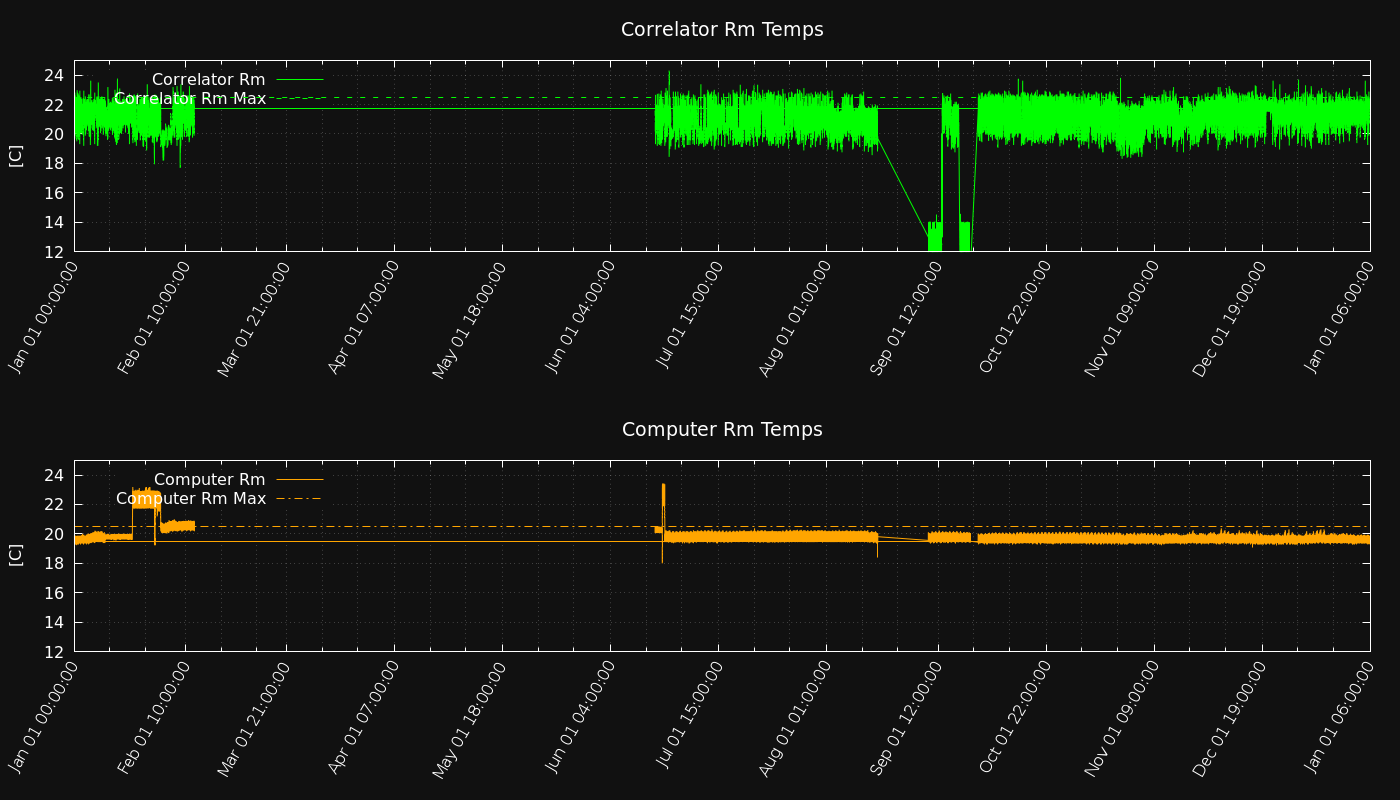 Correlator Rm Temps
Correlator Rm
Correlator Rm Max
[C]
24
22
20
18
16
14
12
Jan 01 00:00:00
Feb 01 10:00:00
Mar 01 21:00:00
Apr 01 07:00:00
May 01 18:00:00
Jun 01 04:00:00
Jul 01 15:00:00
Aug 01 01:00:00
Sep 01 12:00:00
Oct 01 22:00:00
Nov 01 09:00:00
Dec 01 19:00:00
Jan 01 06:00:00
Computer Rm Temps
Computer Rm
Computer Rm Max
[C]
24
22
20
18
16
14
12
Jan 01 00:00:00
Feb 01 10:00:00
Mar 01 21:00:00
Apr 01 07:00:00
May 01 18:00:00
Jun 01 04:00:00
Jul 01 15:00:00
Aug 01 01:00:00
Sep 01 12:00:00
Oct 01 22:00:00
Nov 01 09:00:00
Dec 01 19:00:00
Jan 01 06:00:00